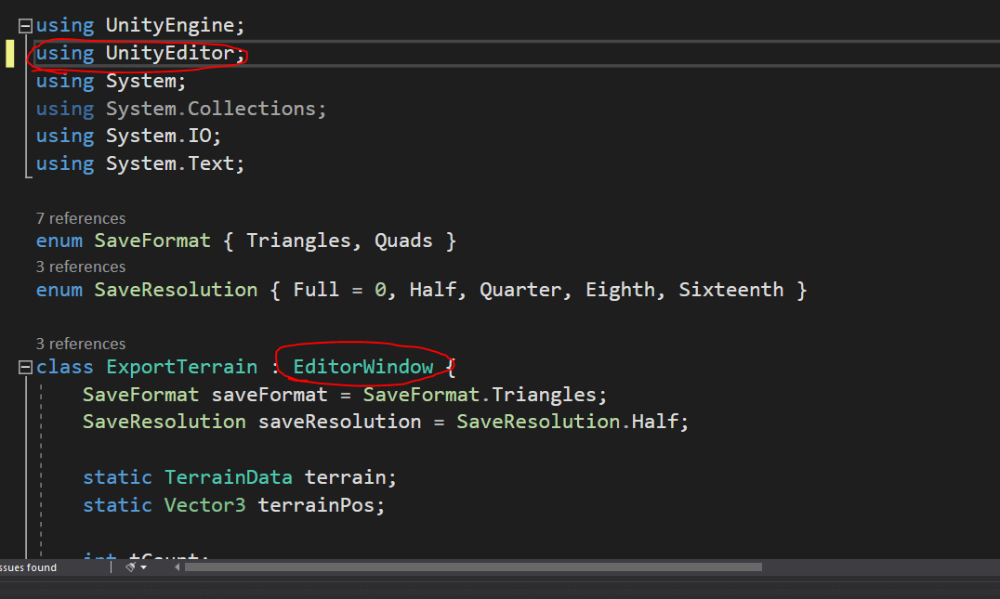 using UnityEngine;
using UnityEditor;
using System;
using System.Collections;
using System.IO;
using System.Text;
7 references
enum SaveFormat { Triangles, Quads }
3 references
enum SaveResolution { Full = 0, Half, Quarter, Eighth, Sixteenth }
3 references
class ExportTerrain : EditorWindow {
SaveFormat saveFormat = SaveFormat.Triangles;
SaveResolution saveResolution = SaveResolution.Half;
static TerrainData terrain;
static Vector3 terrainPos;
int tCount;
ssues found